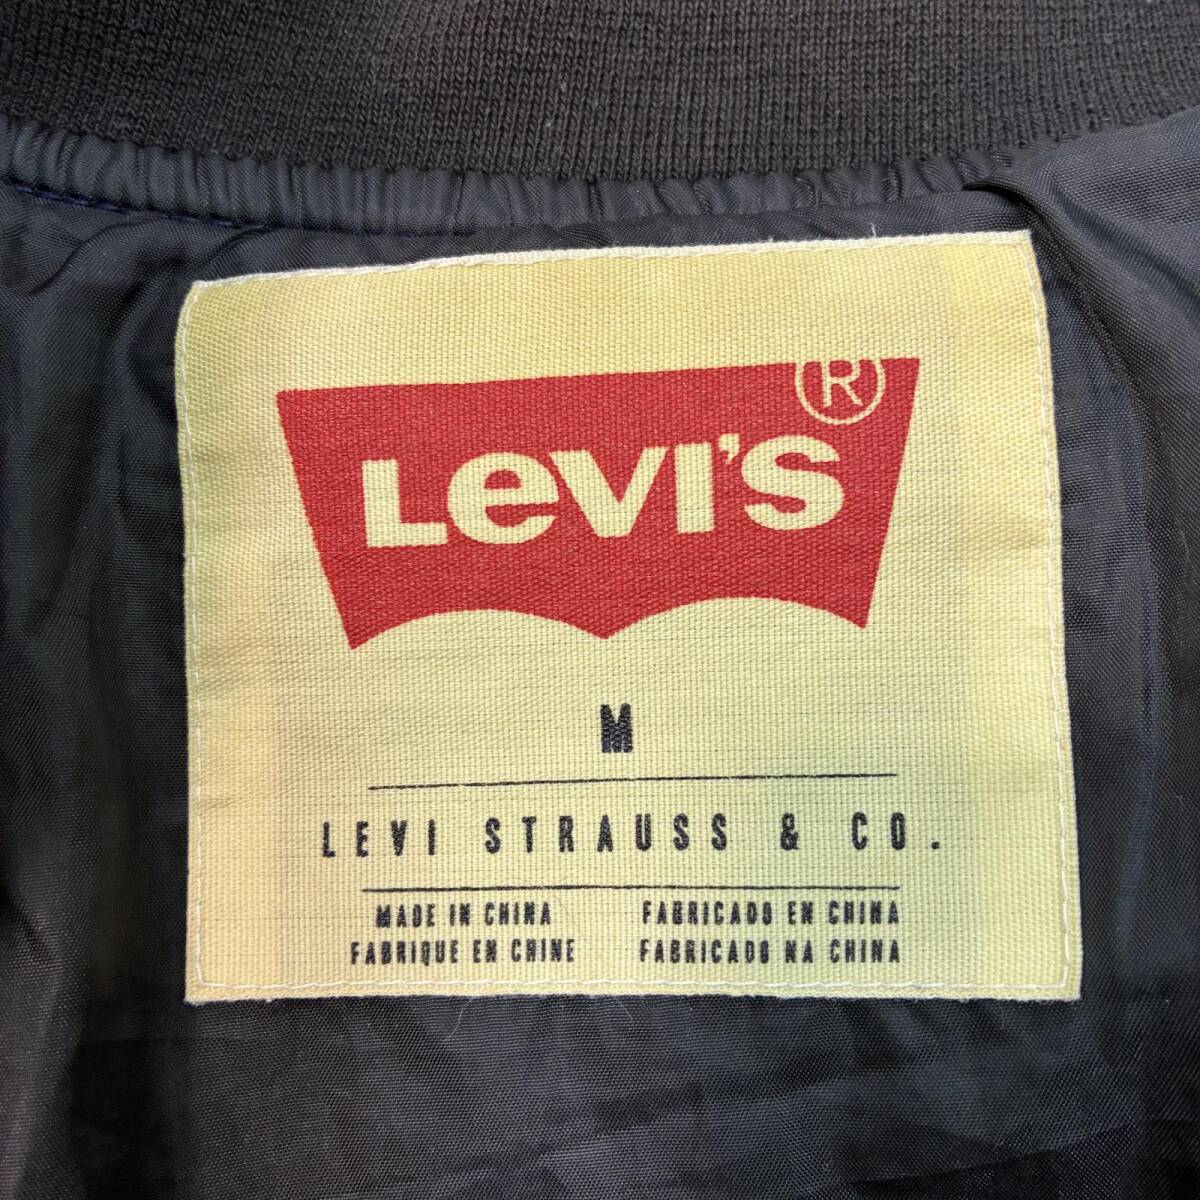 LEVI'S®
M
LEVI STRAUSS & CO.
MADE IN CHINA FABRICADO EN CHINA
FABRIQUE EN CHINE FABRICADO NA CHINA